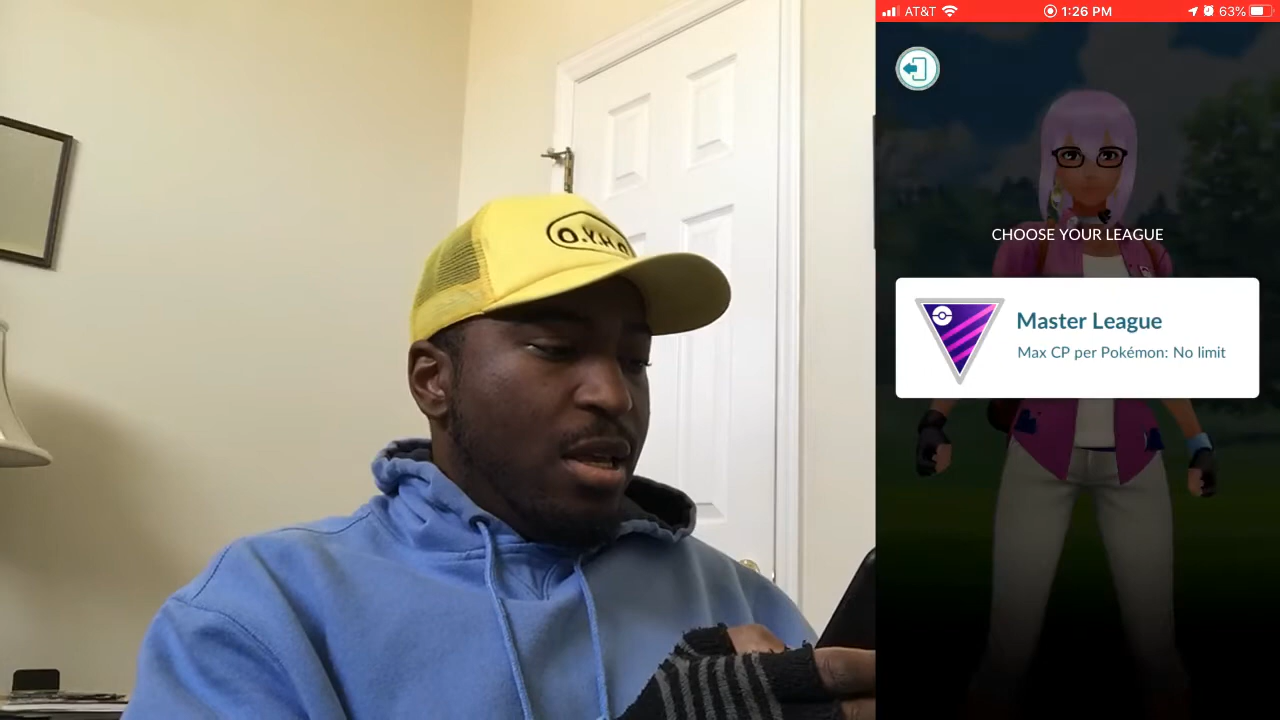 AT&T 1:26 PM 63%
O.Y.H.
CHOOSE YOUR LEAGUE
Master League
Max CP per Pokémon: No limit